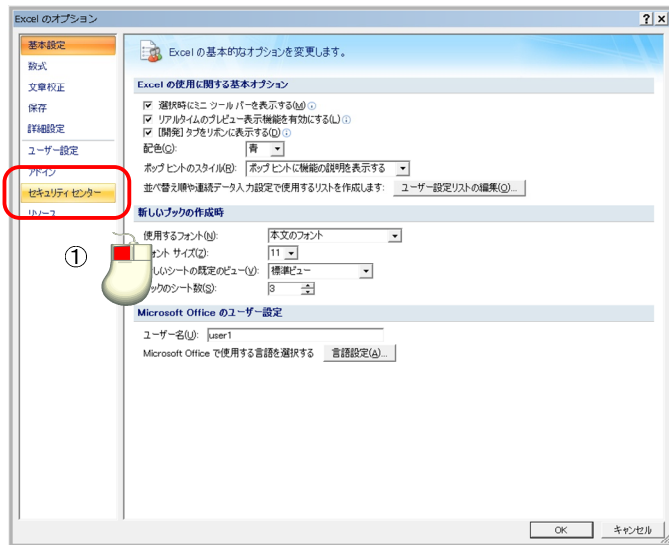 Excel のオプション
基本設定
数式
文章校正
保存
詳細設定
ユーザー設定
アドイン
セキュリティ センター
リソース
Excel の基本的なオプションを変更します。
Excel の使用に関する基本オプション
選択時にミニ ツール バーを表示する(M)
リアルタイムのプレビュー表示機能を有効にする(L)
[開発] タブをリボンに表示する(D)
配色(C): 青
ポップ ヒントのスタイル(R): ポップ ヒントに機能の説明を表示する
並べ替え順や連続データ入力設定で使用するリストを作成します: ユーザー設定リストの編集(O)...
新しいブックの作成時
使用するフォント(N): 本文のフォント
ォント サイズ(Z): 11
しいシートの既定のビュー(V): 標準ビュー
ックのシート数(S): 3
Microsoft Office のユーザー設定
ユーザー名(U): user1
Microsoft Office で使用する言語を選択する 言語設定(A)...
①
OK キャンセル